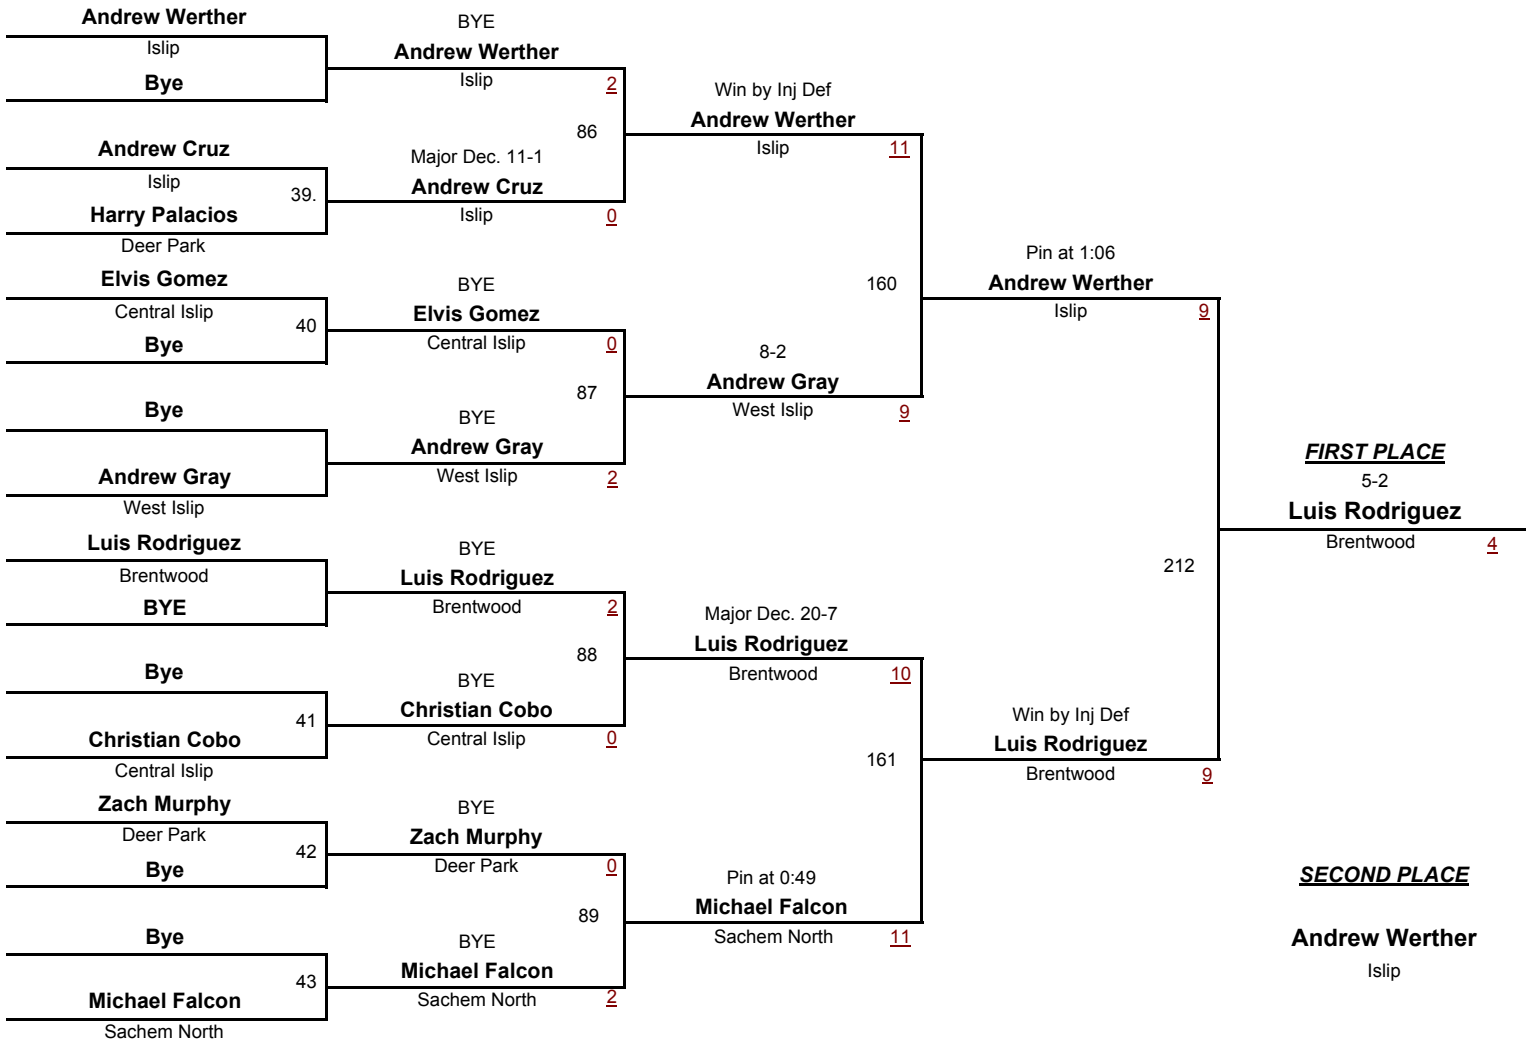 Andrew Werther
Islip
Bye
Andrew Cruz
Islip
39.
Harry Palacios
Deer Park
Elvis Gomez
Central Islip
40
Bye
Bye
Andrew Gray
West Islip
Luis Rodriguez
Brentwood
BYE
Bye
41
Christian Cobo
Central Islip
Zach Murphy
Deer Park
42
Bye
Bye
43
Michael Falcon
Sachem North
BYE
Andrew Werther
Islip
2
86
Major Dec. 11-1
Andrew Cruz
Islip
0
BYE
Elvis Gomez
Central Islip
0
87
BYE
Andrew Gray
West Islip
2
BYE
Luis Rodriguez
Brentwood
2
88
BYE
Christian Cobo
Central Islip
0
BYE
Zach Murphy
Deer Park
0
89
BYE
Michael Falcon
Sachem North
2
Win by Inj Def
Andrew Werther
Islip
11
160
8-2
Andrew Gray
West Islip
9
Major Dec. 20-7
Luis Rodriguez
Brentwood
10
161
Pin at 0:49
Michael Falcon
Sachem North
11
Pin at 1:06
Andrew Werther
Islip
9
212
Win by Inj Def
Luis Rodriguez
Brentwood
9
FIRST PLACE
5-2
Luis Rodriguez
Brentwood
4
SECOND PLACE
Andrew Werther
Islip